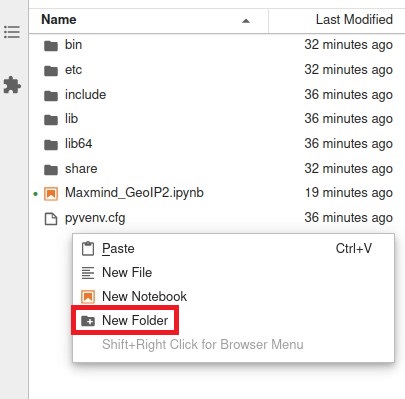 Name Last Modified
bin 32 minutes ago
etc 32 minutes ago
include 36 minutes ago
lib 36 minutes ago
lib64 36 minutes ago
share 32 minutes ago
Maxmind_GeoIP2.ipynb 19 minutes ago
pyvenv.cfg 36 minutes ago
Paste Ctrl+V
New File
New Notebook
New Folder
Shift+Right Click for Browser Menu